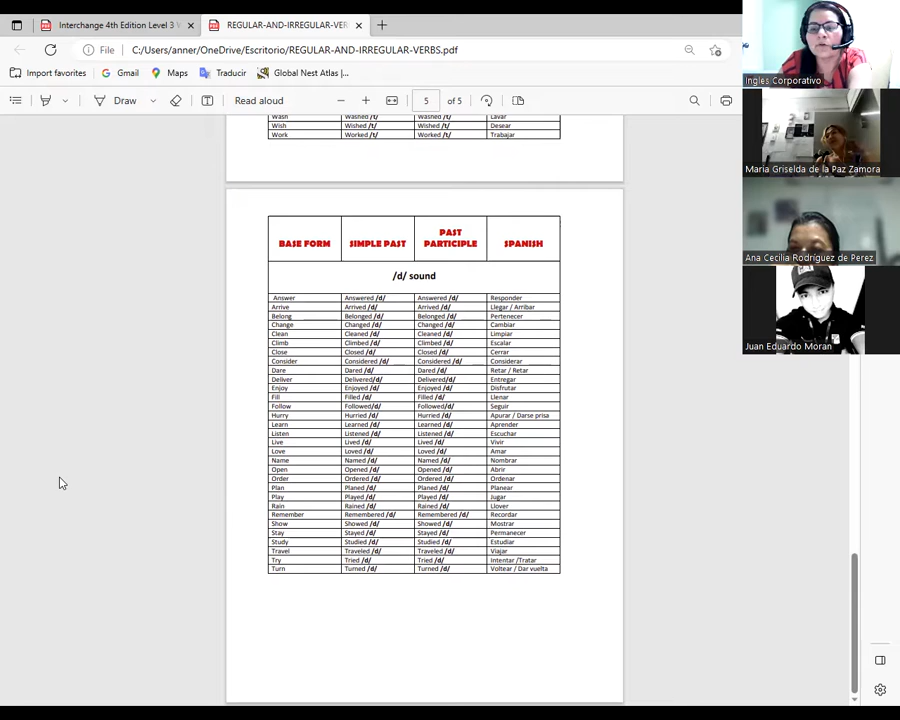 Interchange 4th Edition Level 3
REGULAR-AND-IRREGULAR-VER
File C:/Users/anner/OneDrive/Escritorio/REGULAR-AND-IRREGULAR-VERBS.pdf
Import favorites Gmail Maps Traducir Global Nest Atlas |...
Draw Read aloud 5 of 5
Wash Washed /t/ Washed /t/ Lavar
Wish Wished /t/ Wished /t/ Desear
Work Worked /t/ Worked /t/ Trabajar
BASE FORM SIMPLE PAST PAST PARTICIPLE SPANISH
/d/ sound
Answer Answered /d/ Answered /d/ Responder
Arrive Arrived /d/ Arrived /d/ Llegar / Arribar
Belong Belonged /d/ Belonged /d/ Pertenecer
Change Changed /d/ Changed /d/ Cambiar
Clean Cleaned /d/ Cleaned /d/ Limpiar
Climb Climbed /d/ Climbed /d/ Escalar
Close Closed /d/ Closed /d/ Cerrar
Consider Considered /d/ Considered /d/ Considerar
Dare Dared /d/ Dared /d/ Retar / Retar
Deliver Delivered/d/ Delivered/d/ Entregar
Enjoy Enjoyed /d/ Enjoyed /d/ Disfrutar
Fill Filled /d/ Filled /d/ Llenar
Follow Followed/d/ Followed/d/ Seguir
Hurry Hurried /d/ Hurried /d/ Apurar / Darse prisa
Learn Learned /d/ Learned /d/ Aprender
Listen Listened /d/ Listened /d/ Escuchar
Live Lived /d/ Lived /d/ Vivir
Love Loved /d/ Loved /d/ Amar
Name Named /d/ Named /d/ Nombrar
Open Opened /d/ Opened /d/ Abrir
Order Ordered /d/ Ordered /d/ Ordenar
Plan Planed /d/ Planed /d/ Planear
Play Played /d/ Played /d/ Jugar
Rain Rained /d/ Rained /d/ Llover
Remember Remembered /d/ Remembered /d/ Recordar
Show Showed /d/ Showed /d/ Mostrar
Stay Stayed /d/ Stayed /d/ Permanecer
Study Studied /d/ Studied /d/ Estudiar
Travel Traveled /d/ Traveled /d/ Viajar
Try Tried /d/ Tried /d/ Intentar /Tratar
Turn Turned /d/ Turned /d/ Voltear / Dar vuelta
Ingles Corporativo
María Griselda de la Paz Zamora
Ana Cecilia Rodríguez de Perez
Juan Eduardo Moran